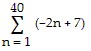 40
∑ (-2n + 7)
n = 1